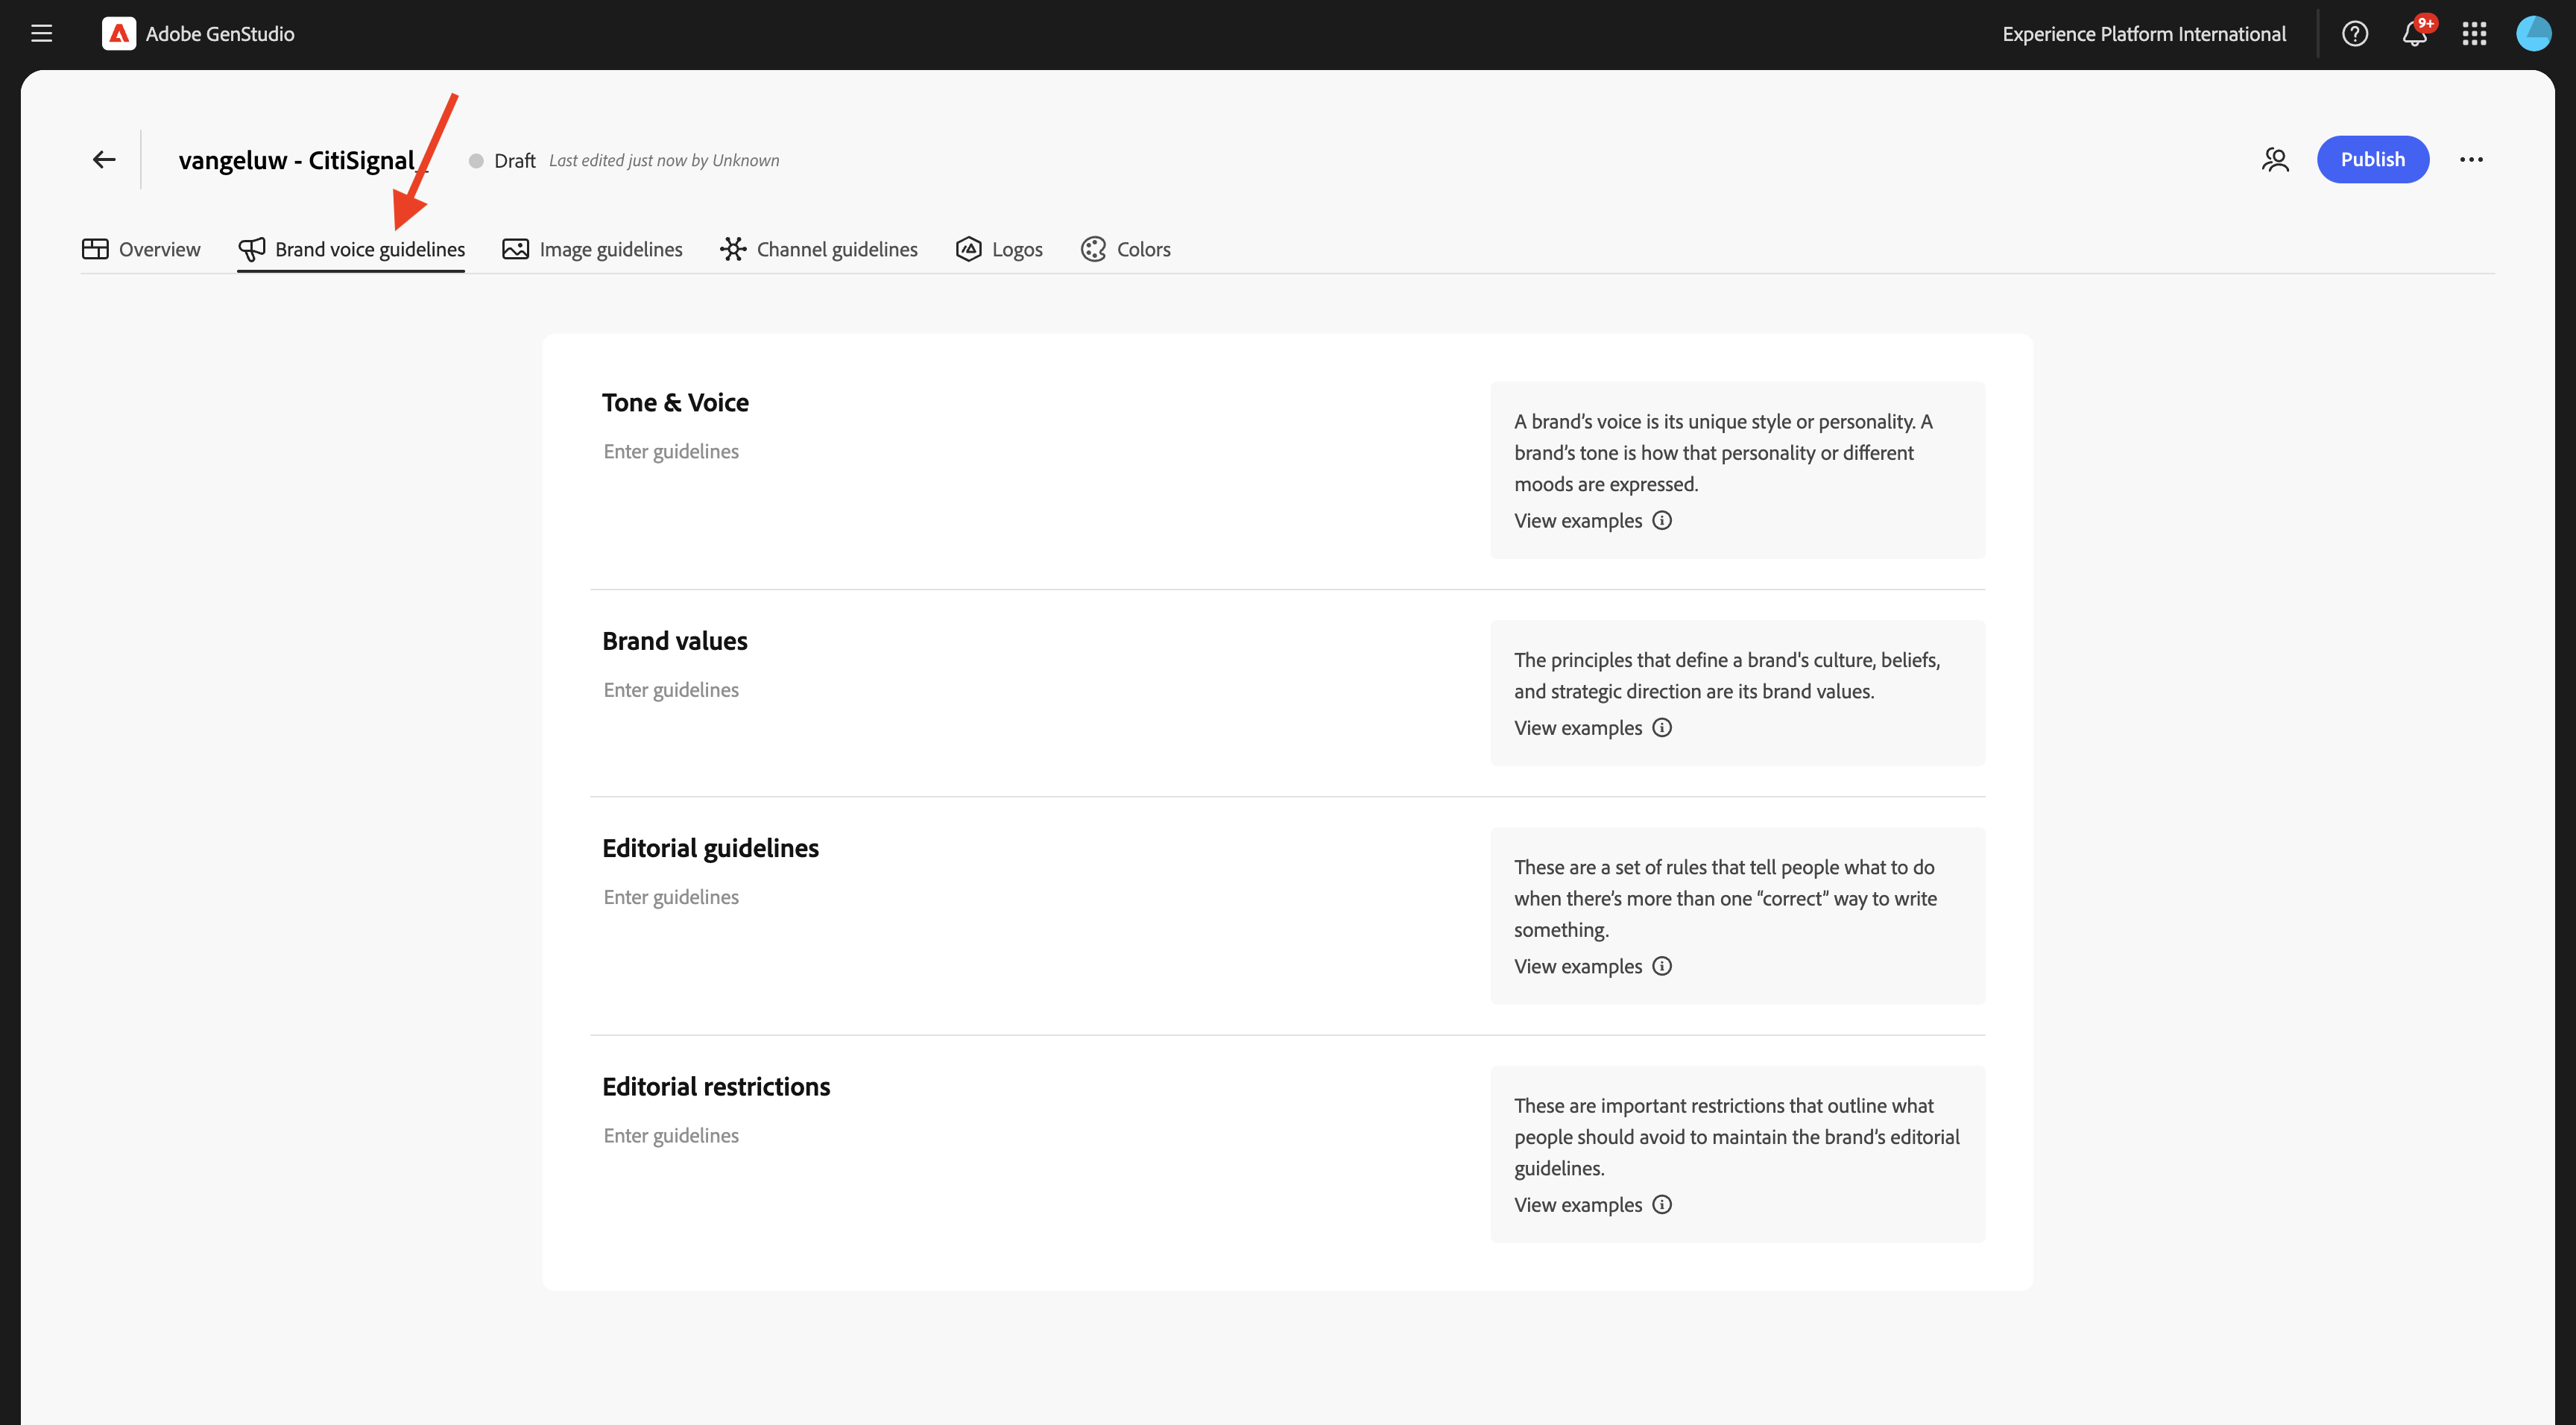 Adobe GenStudio
Experience Platform International
9+
vangeluw - CitiSignal_
Draft
Last edited just now by Unknown
Publish
Overview
Brand voice guidelines
Image guidelines
Channel guidelines
Logos
Colors
Tone & Voice
Enter guidelines
A brand’s voice is its unique style or personality. A
brand’s tone is how that personality or different
moods are expressed.
View examples
Brand values
Enter guidelines
The principles that define a brand's culture, beliefs,
and strategic direction are its brand values.
View examples
Editorial guidelines
Enter guidelines
These are a set of rules that tell people what to do
when there’s more than one “correct” way to write
something.
View examples
Editorial restrictions
Enter guidelines
These are important restrictions that outline what
people should avoid to maintain the brand’s editorial
guidelines.
View examples